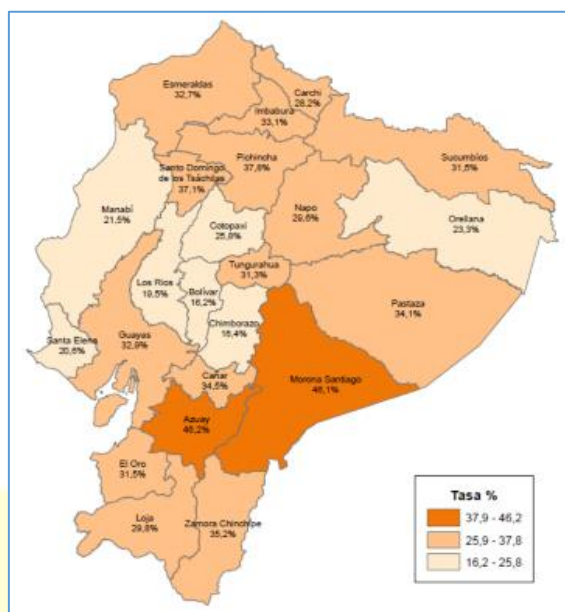 Esmeraldas
32,7%
Carchi
28,2%
Imbabura
33,1%
Sucumbíos
31,5%
Pichincha
37,8%
Santo Domingo
de los Tsáchilas
37,1%
Napo
29,6%
Orellana
23,3%
Manabí
21,5%
Cotopaxi
25,8%
Tungurahua
31,3%
Los Ríos
19,5%
Bolívar
16,2%
Pastaza
34,1%
Chimborazo
16,4%
Santa Elena
20,6%
Guayas
32,9%
Cañar
34,5%
Morona Santiago
46,1%
Azuay
46,2%
El Oro
31,5%
Loja
29,8%
Zamora Chinchipe
35,2%
Tasa %
37,9 - 46,2
25,9 - 37,8
16,2 - 25,8